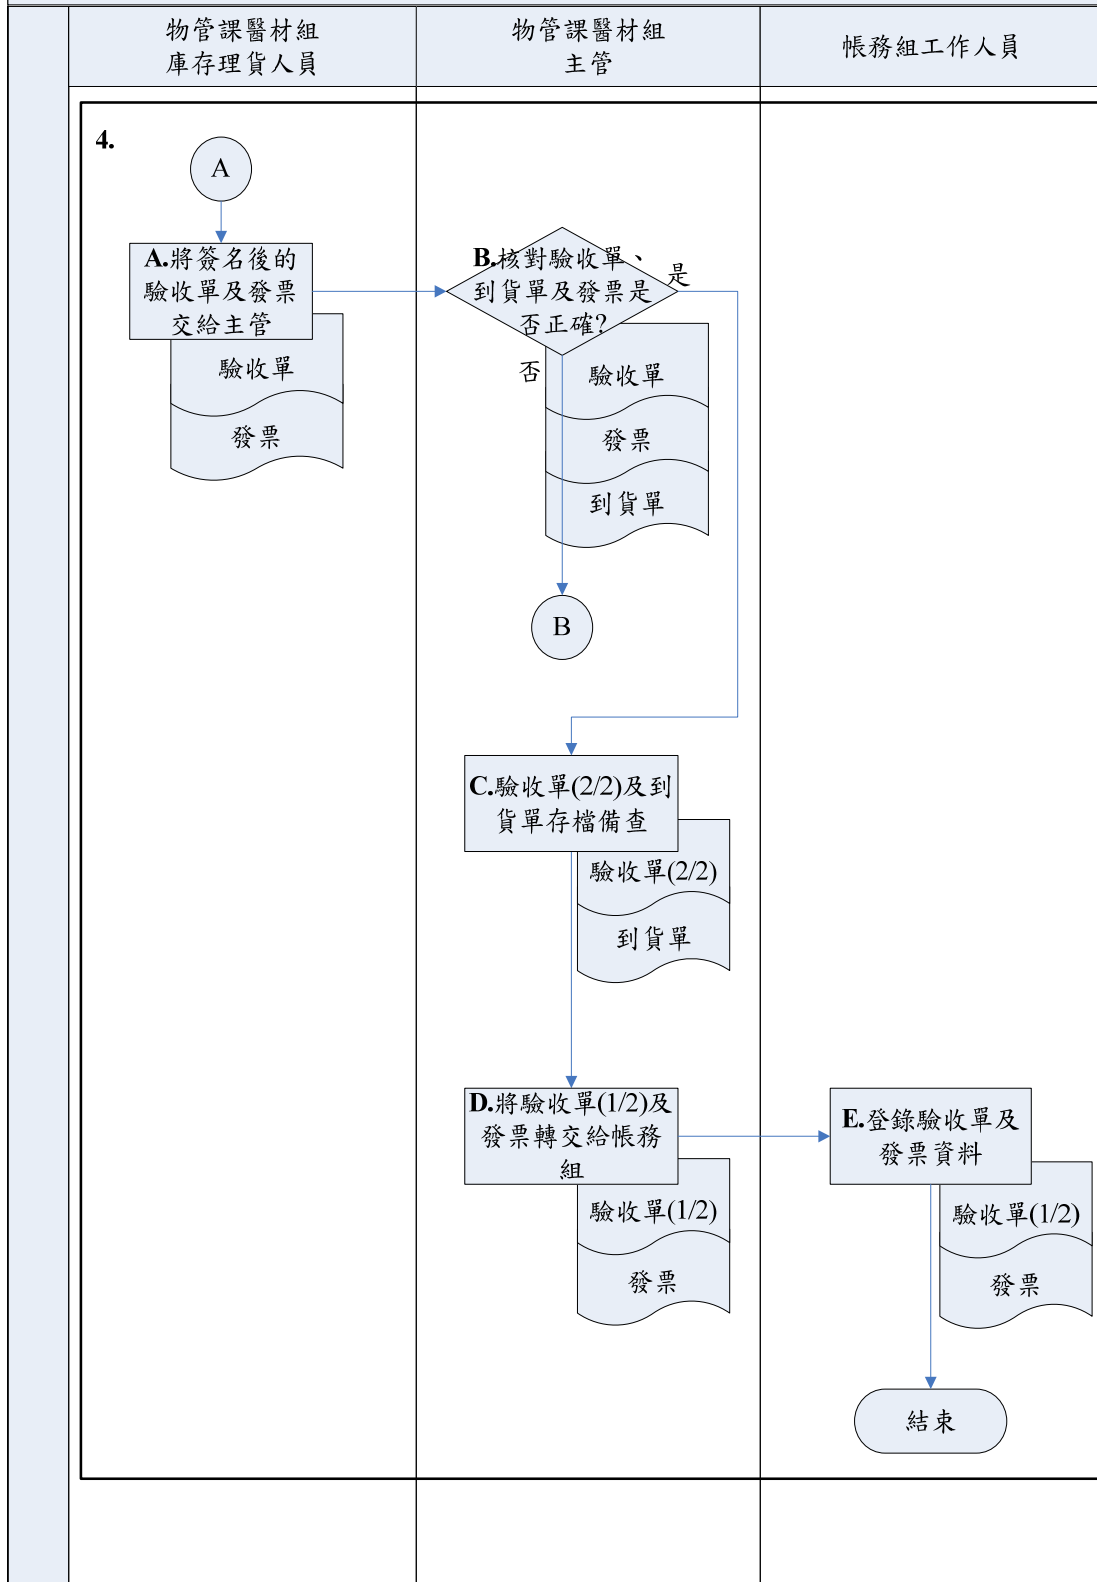 物管課醫材組
庫存理貨人員
物管課醫材組
主管
帳務組工作人員
4.
A
A.將簽名後的
驗收單及發票
交給主管
驗收單
發票
B.核對驗收單、
到貨單及發票是
否正確?
是
否
驗收單
發票
到貨單
B
C.驗收單(2/2)及到
貨單存檔備查
驗收單(2/2)
到貨單
D.將驗收單(1/2)及
發票轉交給帳務
組
驗收單(1/2)
發票
E.登錄驗收單及
發票資料
驗收單(1/2)
發票
結束